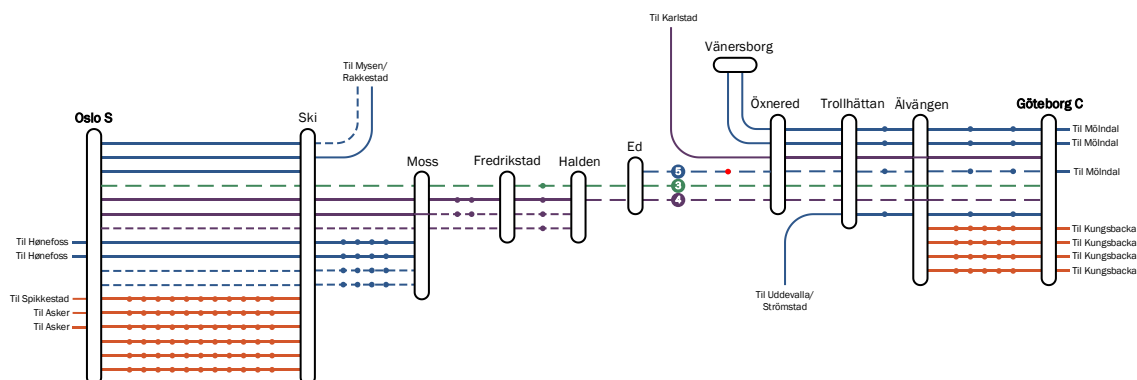 Til Karlstad
Vänersborg
Til Mysen/
Rakkestad
Oslo S
Ski
Moss
Fredrikstad
Halden
Ed
Öxnered
Trollhättan
Älvängen
Göteborg C
Til Mölndal
Til Mölndal
5
Til Mölndal
3
4
Til Hønefoss
Til Hønefoss
Til Kungsbacka
Til Kungsbacka
Til Kungsbacka
Til Kungsbacka
Til Spikkestad
Til Asker
Til Asker
Til Uddevalla/
Strömstad